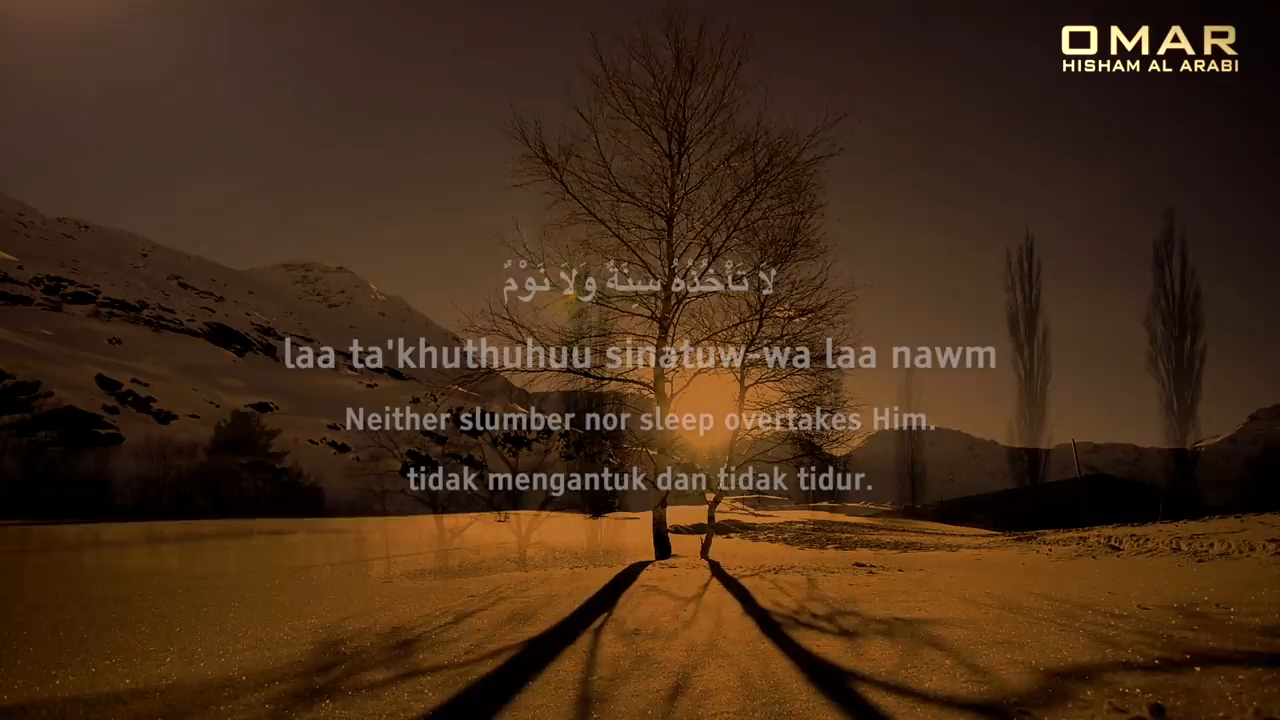 OMAR
HISHAM AL ARABI
لَا تَأْخُذُهُ سِنَةٌ وَلَا نَوْمٌ
laa ta'khuthuhuu sinatuw-wa laa nawm
Neither slumber nor sleep overtakes Him.
tidak mengantuk dan tidak tidur.